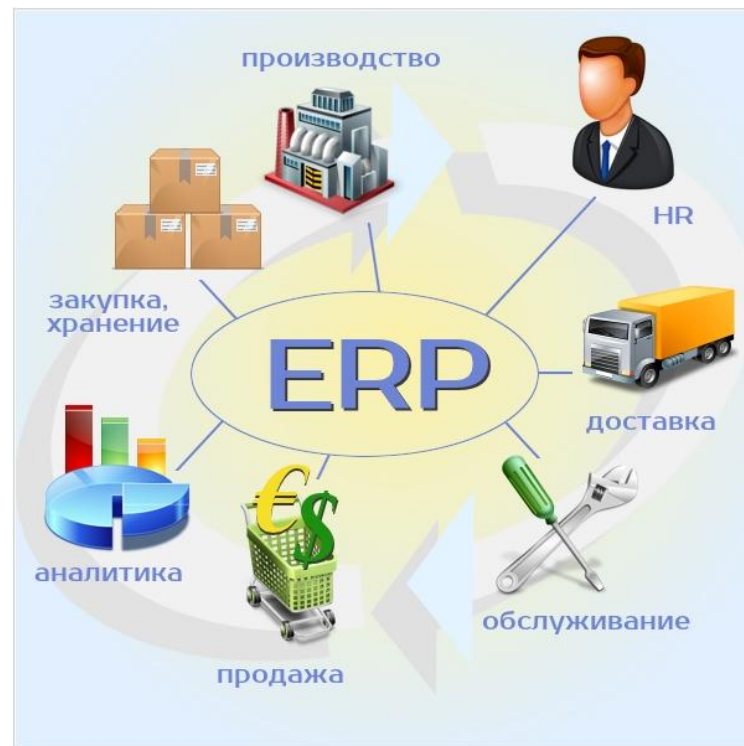 производство
HR
закупка,
хранение
ERP
доставка
аналитика
обслуживание
продажа